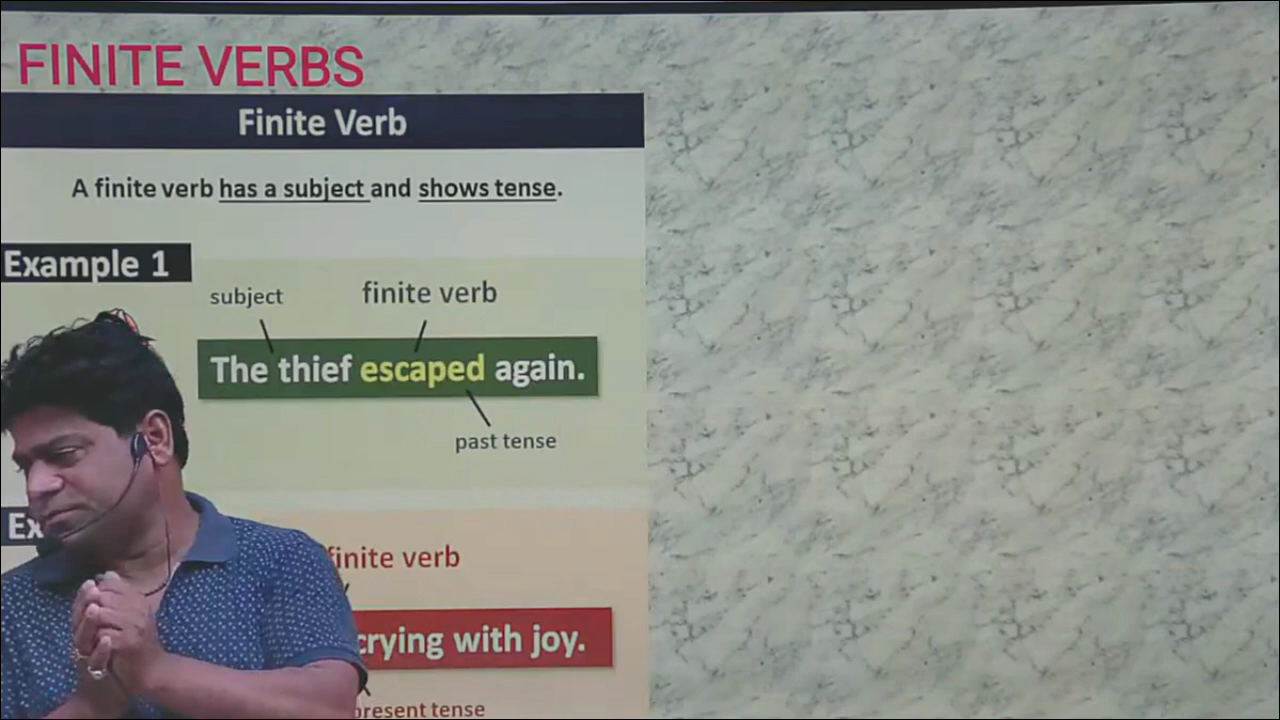 FINITE VERBS
Finite Verb
A finite verb has a subject and shows tense.
Example 1
subject
finite verb
The thief escaped again.
past tense
finite verb
crying with joy.
present tense